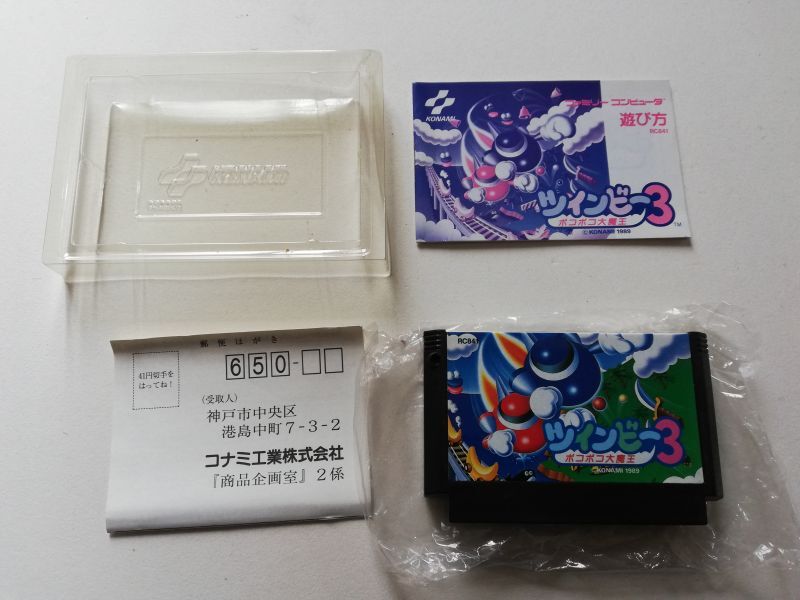 KONAMI
ファミリー コンピュータ
遊び方
RC841
ツインビー3
ポコポコ大魔王
TM
© KONAMI 1989
郵便はがき
650-
41円切手を
はってね!
(受取人)
神戸市中央区
港島中町7-3-2
コナミ工業株式会社
『商品企画室』2係
RC841
ツインビー3
ポコポコ大魔王
© KONAMI 1989